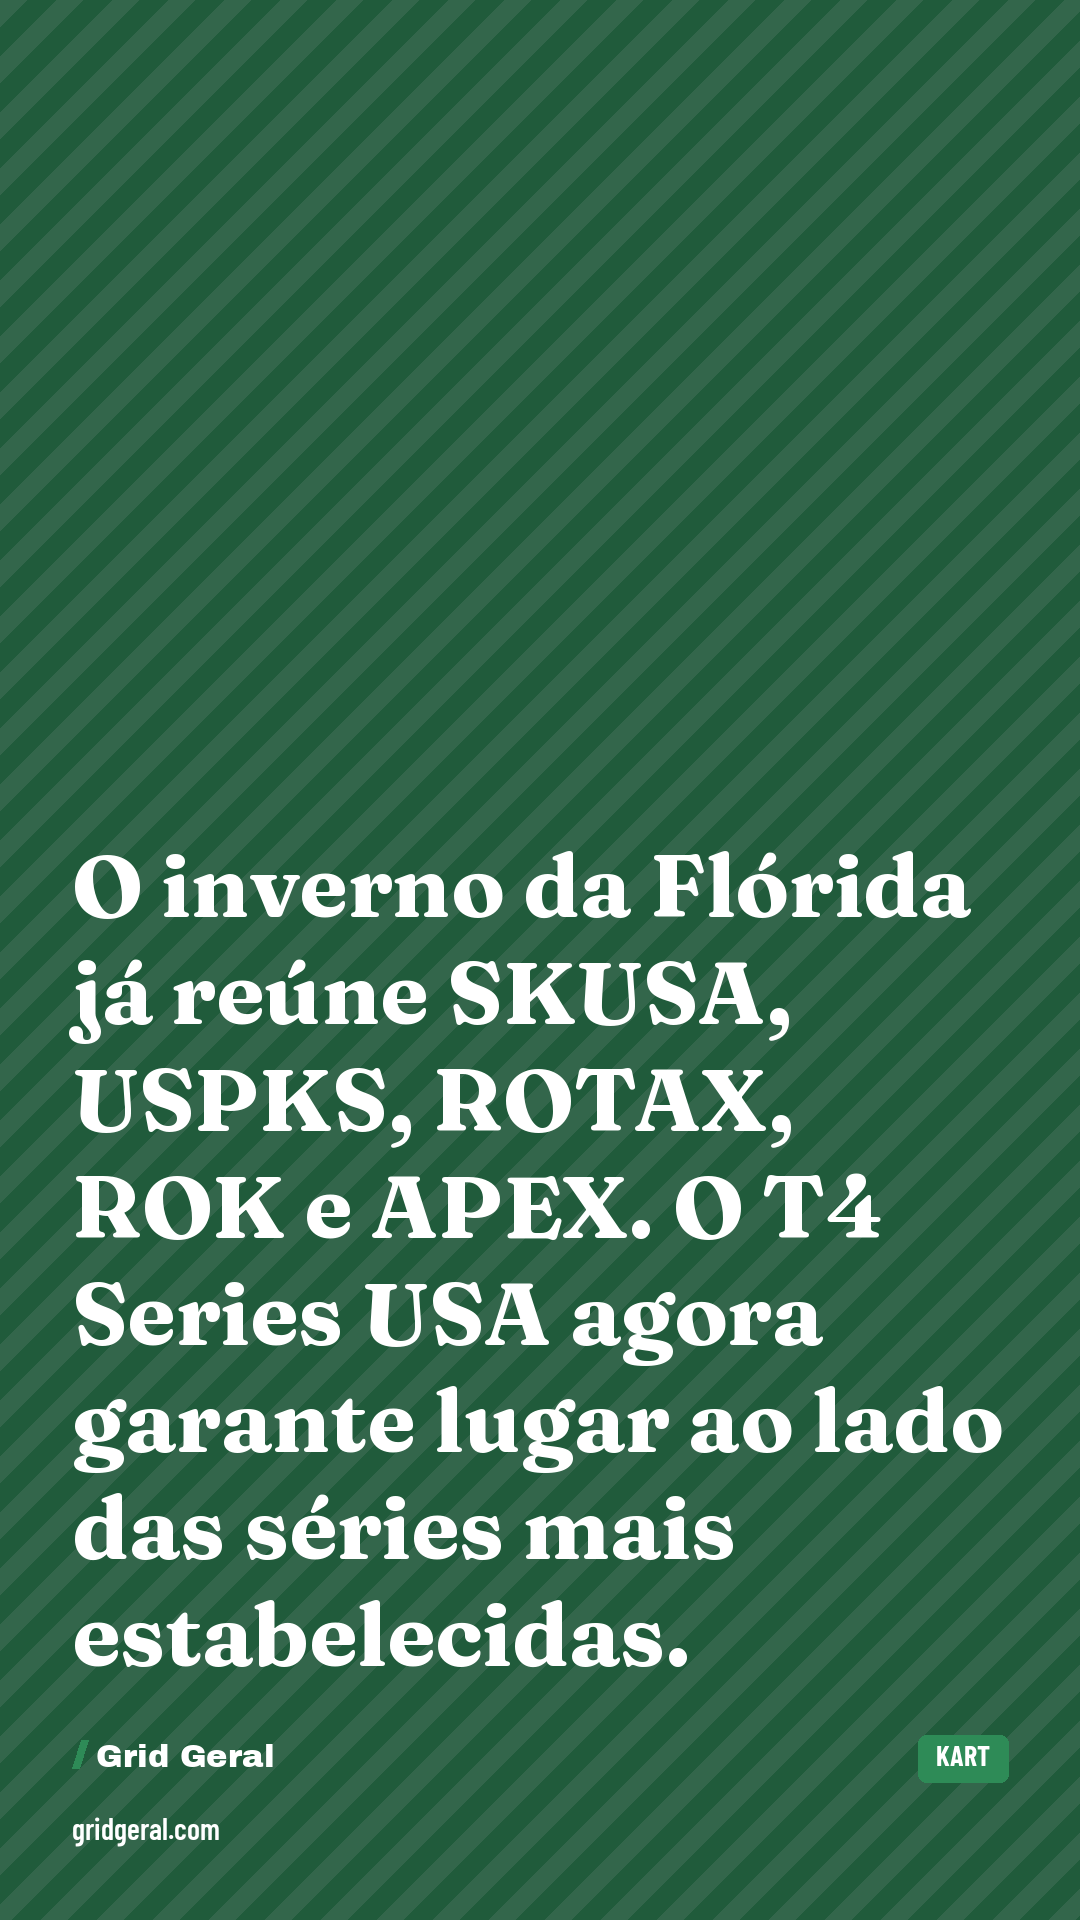 O inverno da Flórida
já reúne SKUSA,
USPKS, ROTAX,
ROK e APEX. O T4
Series USA agora
garante lugar ao lado
das séries mais
estabelecidas.
/ Grid Geral
KART
gridgeral.com